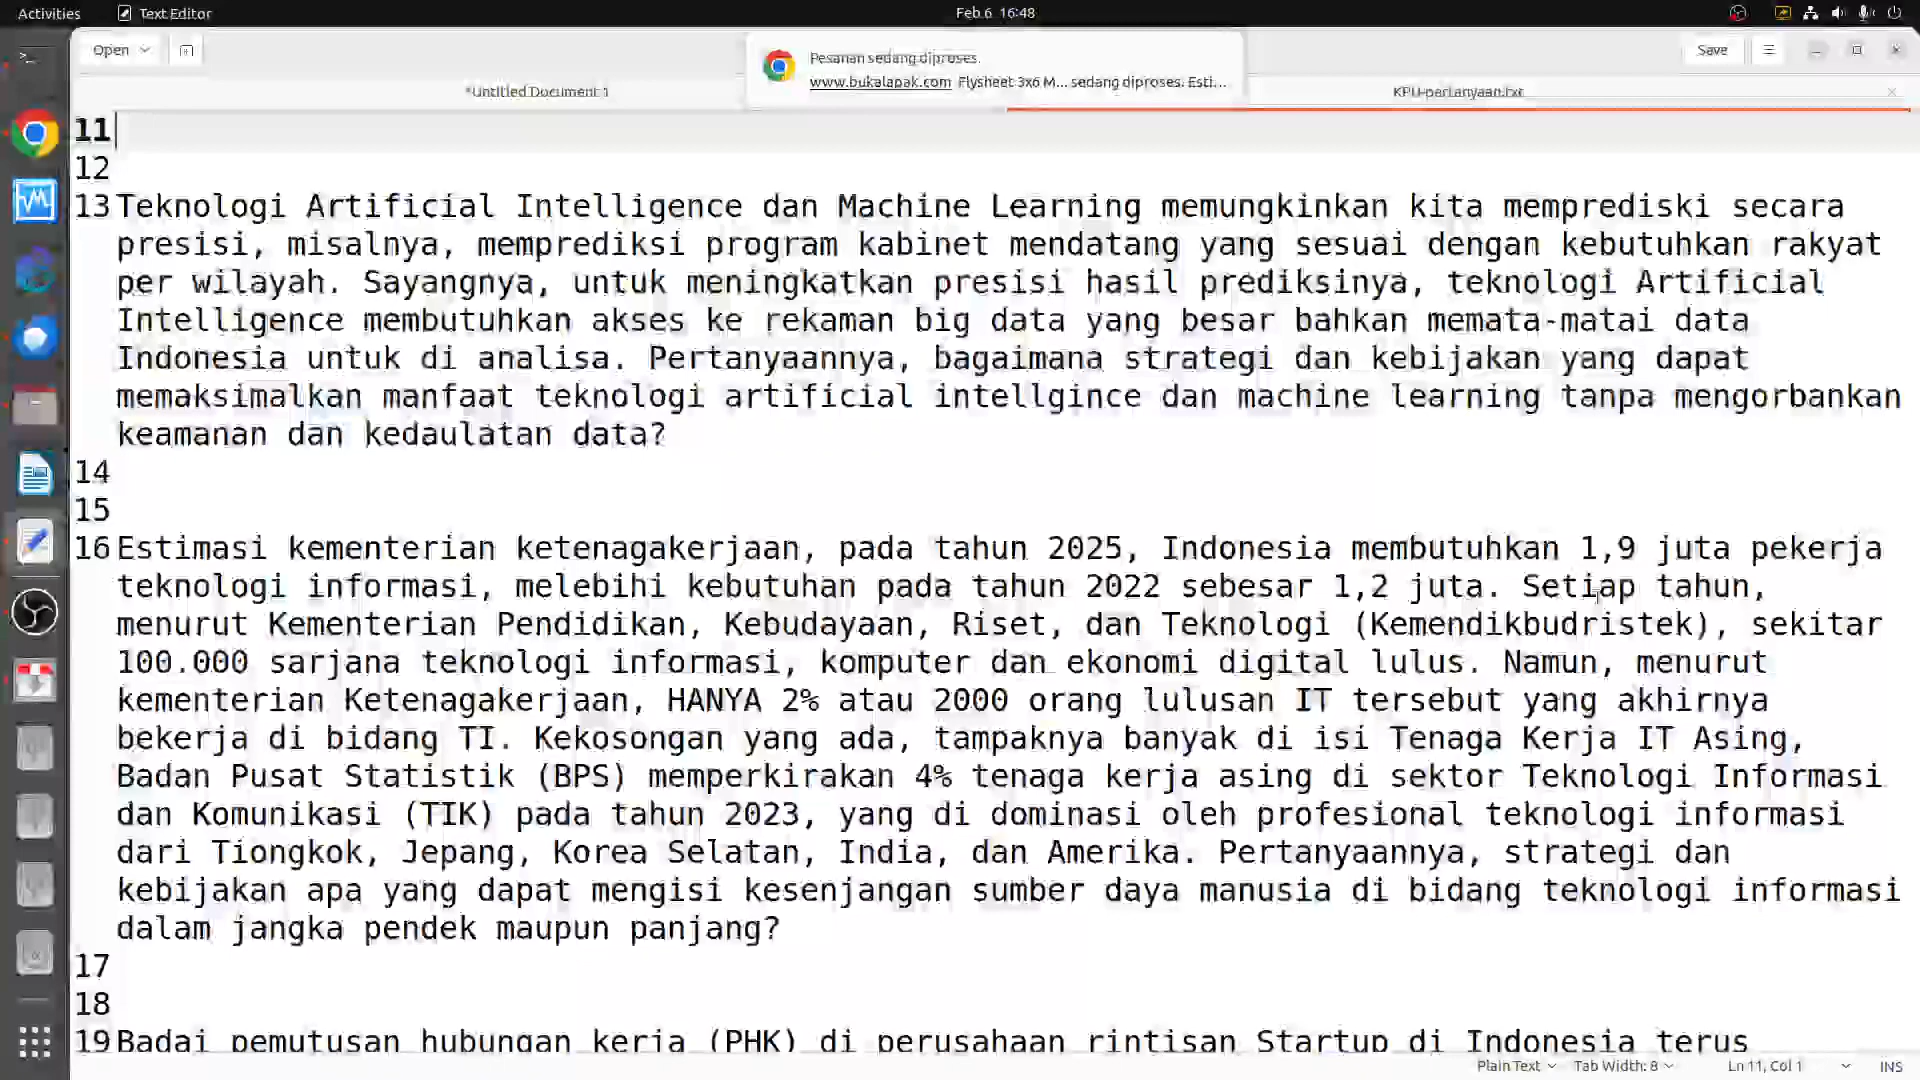 Activities
Text Editor
Feb 6 16:48
Open
Save
Pesanan sedang diproses.
www.bukalapak.com Flysheet 3x6 M... sedang diproses. Esti...
*Untitled Document 1
KPU-pertanyaan.txt
11
12
13 Teknologi Artificial Intelligence dan Machine Learning memungkinkan kita memprediski secara
presisi, misalnya, memprediksi program kabinet mendatang yang sesuai dengan kebutuhkan rakyat
per wilayah. Sayangnya, untuk meningkatkan presisi hasil prediksinya, teknologi Artificial
Intelligence membutuhkan akses ke rekaman big data yang besar bahkan memata-matai data
Indonesia untuk di analisa. Pertanyaannya, bagaimana strategi dan kebijakan yang dapat
memaksimalkan manfaat teknologi artificial intellgince dan machine learning tanpa mengorbankan
keamanan dan kedaulatan data?
14
15
16 Estimasi kementerian ketenagakerjaan, pada tahun 2025, Indonesia membutuhkan 1,9 juta pekerja
teknologi informasi, melebihi kebutuhan pada tahun 2022 sebesar 1,2 juta. Setiap tahun,
menurut Kementerian Pendidikan, Kebudayaan, Riset, dan Teknologi (Kemendikbudristek), sekitar
100.000 sarjana teknologi informasi, komputer dan ekonomi digital lulus. Namun, menurut
kementerian Ketenagakerjaan, HANYA 2% atau 2000 orang lulusan IT tersebut yang akhirnya
bekerja di bidang TI. Kekosongan yang ada, tampaknya banyak di isi Tenaga Kerja IT Asing,
Badan Pusat Statistik (BPS) memperkirakan 4% tenaga kerja asing di sektor Teknologi Informasi
dan Komunikasi (TIK) pada tahun 2023, yang di dominasi oleh profesional teknologi informasi
dari Tiongkok, Jepang, Korea Selatan, India, dan Amerika. Pertanyaannya, strategi dan
kebijakan apa yang dapat mengisi kesenjangan sumber daya manusia di bidang teknologi informasi
dalam jangka pendek maupun panjang?
17
18
19 Badai pemutusan hubungan kerja (PHK) di perusahaan rintisan Startup di Indonesia terus
Plain Text
Tab Width: 8
Ln 11, Col 1
INS